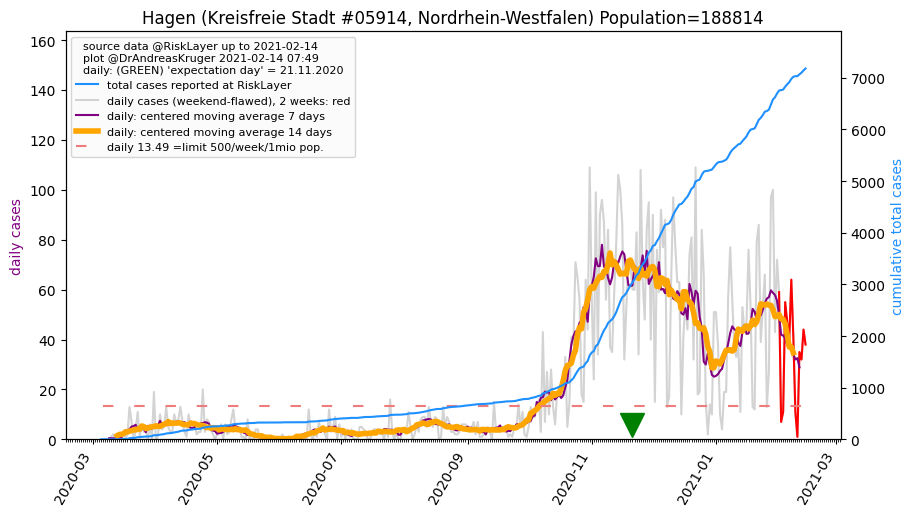 Hagen (Kreisfreie Stadt #05914, Nordrhein-Westfalen) Population=188814
source data @RiskLayer up to 2021-02-14
plot @DrAndreasKruger 2021-02-14 07:49
daily: (GREEN) 'expectation day' = 21.11.2020
total cases reported at RiskLayer
daily cases (weekend-flawed), 2 weeks: red
daily: centered moving average 7 days
daily: centered moving average 14 days
daily 13.49 =limit 500/week/1mio pop.
daily cases
160
140
120
100
80
60
40
20
0
cumulative total cases
7000
6000
5000
4000
3000
2000
1000
0
2020-03
2020-05
2020-07
2020-09
2020-11
2021-01
2021-03